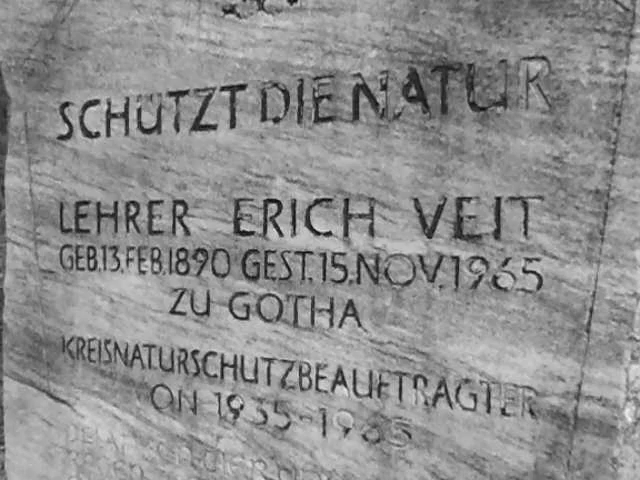 SCHÜTZT DIE NATUR
LEHRER ERICH VEIT
GEB.13.FEB.1890 GEST.15.NOV.1965
ZU GOTHA
KREISNATURSCHUTZBEAUFTRAGTER
ON 1935-1965